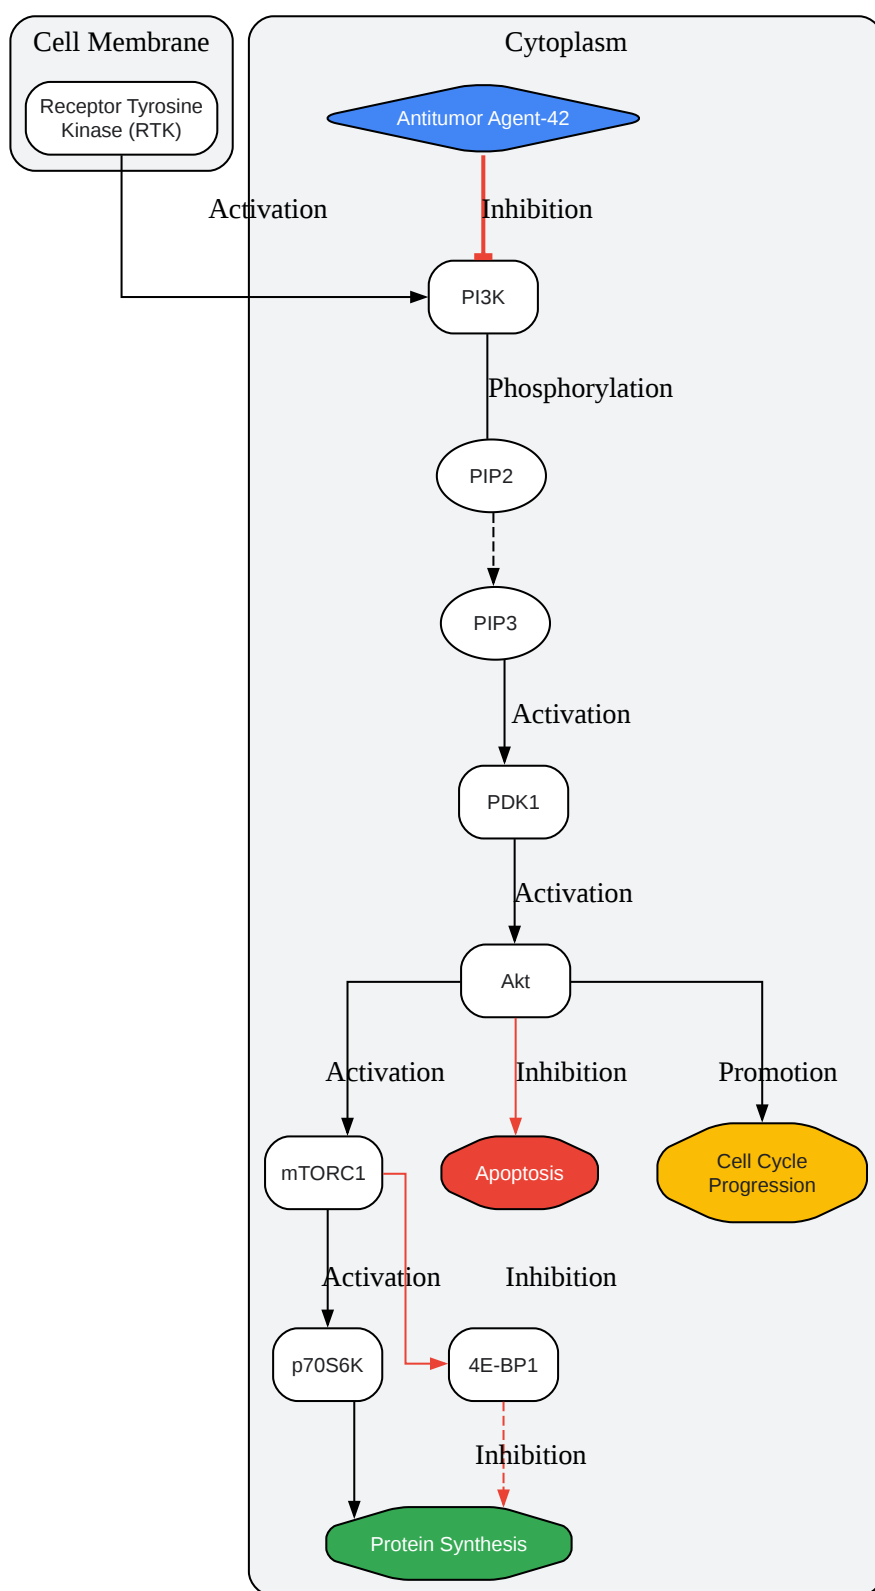 Cell Membrane
Cytoplasm
Receptor Tyrosine
Kinase (RTK)
Antitumor Agent-42
Activation
Inhibition
PI3K
Phosphorylation
PIP2
PIP3
Activation
PDK1
Activation
Akt
Activation
Inhibition
Promotion
mTORC1
Apoptosis
Cell Cycle
Progression
Activation
Inhibition
p70S6K
4E-BP1
Inhibition
Protein Synthesis